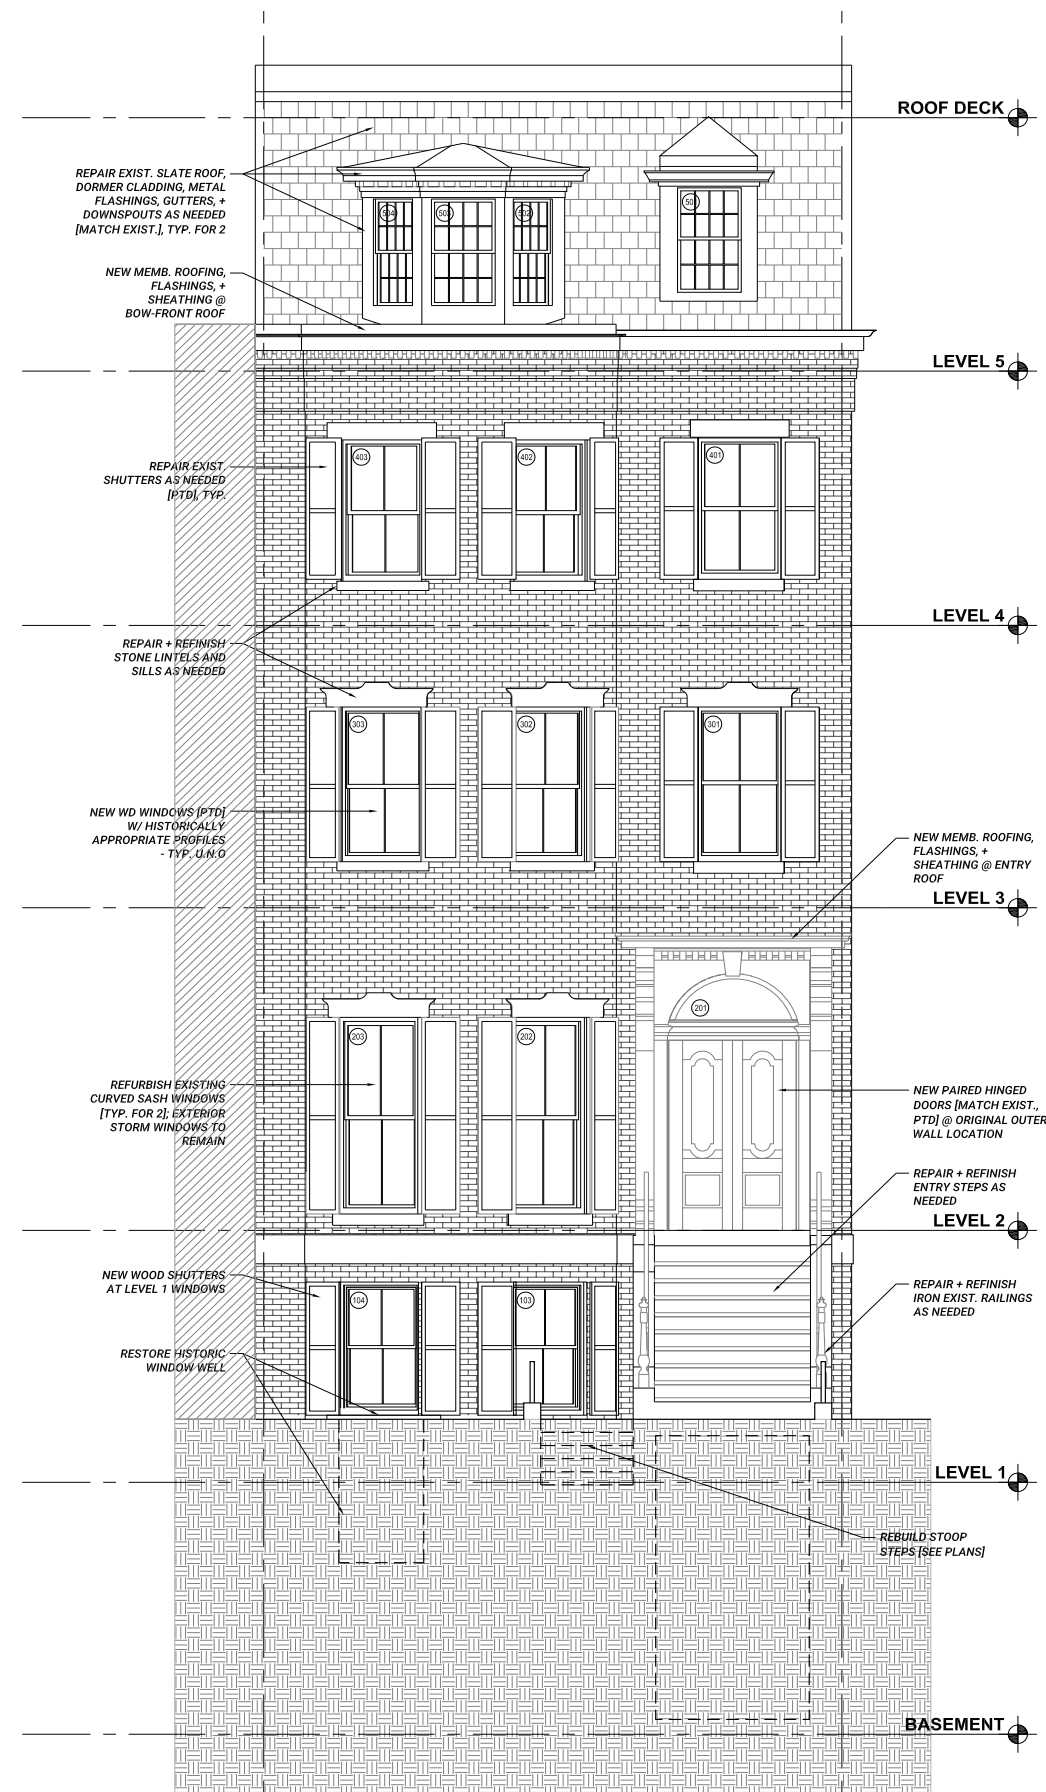 ROOF DECK
REPAIR EXIST. SLATE ROOF,
DORMER CLADDING, METAL
FLASHINGS, GUTTERS, +
DOWNSPOUTS AS NEEDED
[MATCH EXIST.], TYP. FOR 2
504
503
502
501
NEW MEMB. ROOFING,
FLASHINGS, +
SHEATHING @
BOW-FRONT ROOF
LEVEL 5
403
402
401
REPAIR EXIST.
SHUTTERS AS NEEDED
[PTD], TYP.
LEVEL 4
REPAIR + REFINISH
STONE LINTELS AND
SILLS AS NEEDED
303
302
301
NEW WD WINDOWS [PTD]
W/ HISTORICALLY
APPROPRIATE PROFILES
- TYP. U.N.O
NEW MEMB. ROOFING,
FLASHINGS, +
SHEATHING @ ENTRY
ROOF
LEVEL 3
201
203
202
REFURBISH EXISTING
CURVED SASH WINDOWS
[TYP. FOR 2]; EXTERIOR
STORM WINDOWS TO
REMAIN
NEW PAIRED HINGED
DOORS [MATCH EXIST.,
PTD] @ ORIGINAL OUTER
WALL LOCATION
REPAIR + REFINISH
ENTRY STEPS AS
NEEDED
LEVEL 2
NEW WOOD SHUTTERS
AT LEVEL 1 WINDOWS
104
103
REPAIR + REFINISH
IRON EXIST. RAILINGS
AS NEEDED
RESTORE HISTORIC
WINDOW WELL
LEVEL 1
REBUILD STOOP
STEPS [SEE PLANS]
BASEMENT